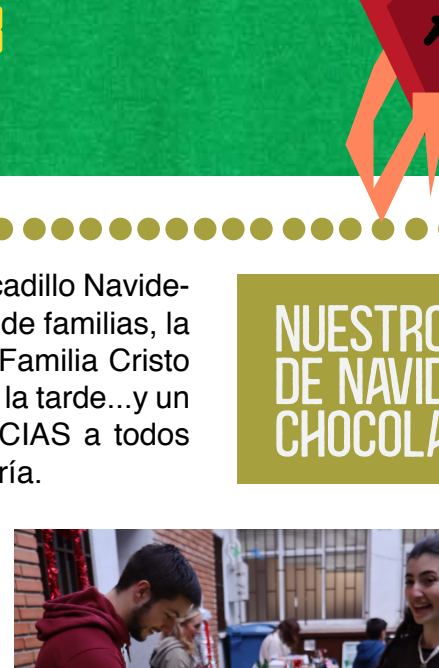 cadillo Navide-
de familias, la
Familia Cristo
la tarde...y un
CIAS a todos
ría.
NUESTRO
DE NAVID
CHOCOLA